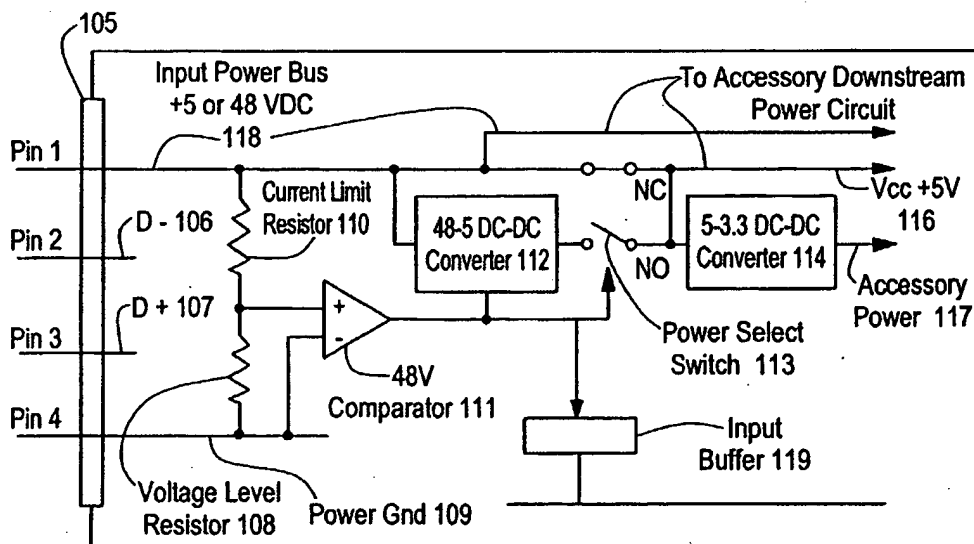 105
Input Power Bus
+5 or 48 VDC
118
To Accessory Downstream
Power Circuit
Pin 1
Current Limit
Resistor 110
NC
Vcc +5V
116
D - 106
Pin 2
48-5 DC-DC
Converter 112
NO
5-3.3 DC-DC
Converter 114
Accessory
Power 117
D + 107
Pin 3
+
-
48V
Comparator 111
Power Select
Switch 113
Pin 4
Input
Buffer 119
Voltage Level
Resistor 108
Power Gnd 109